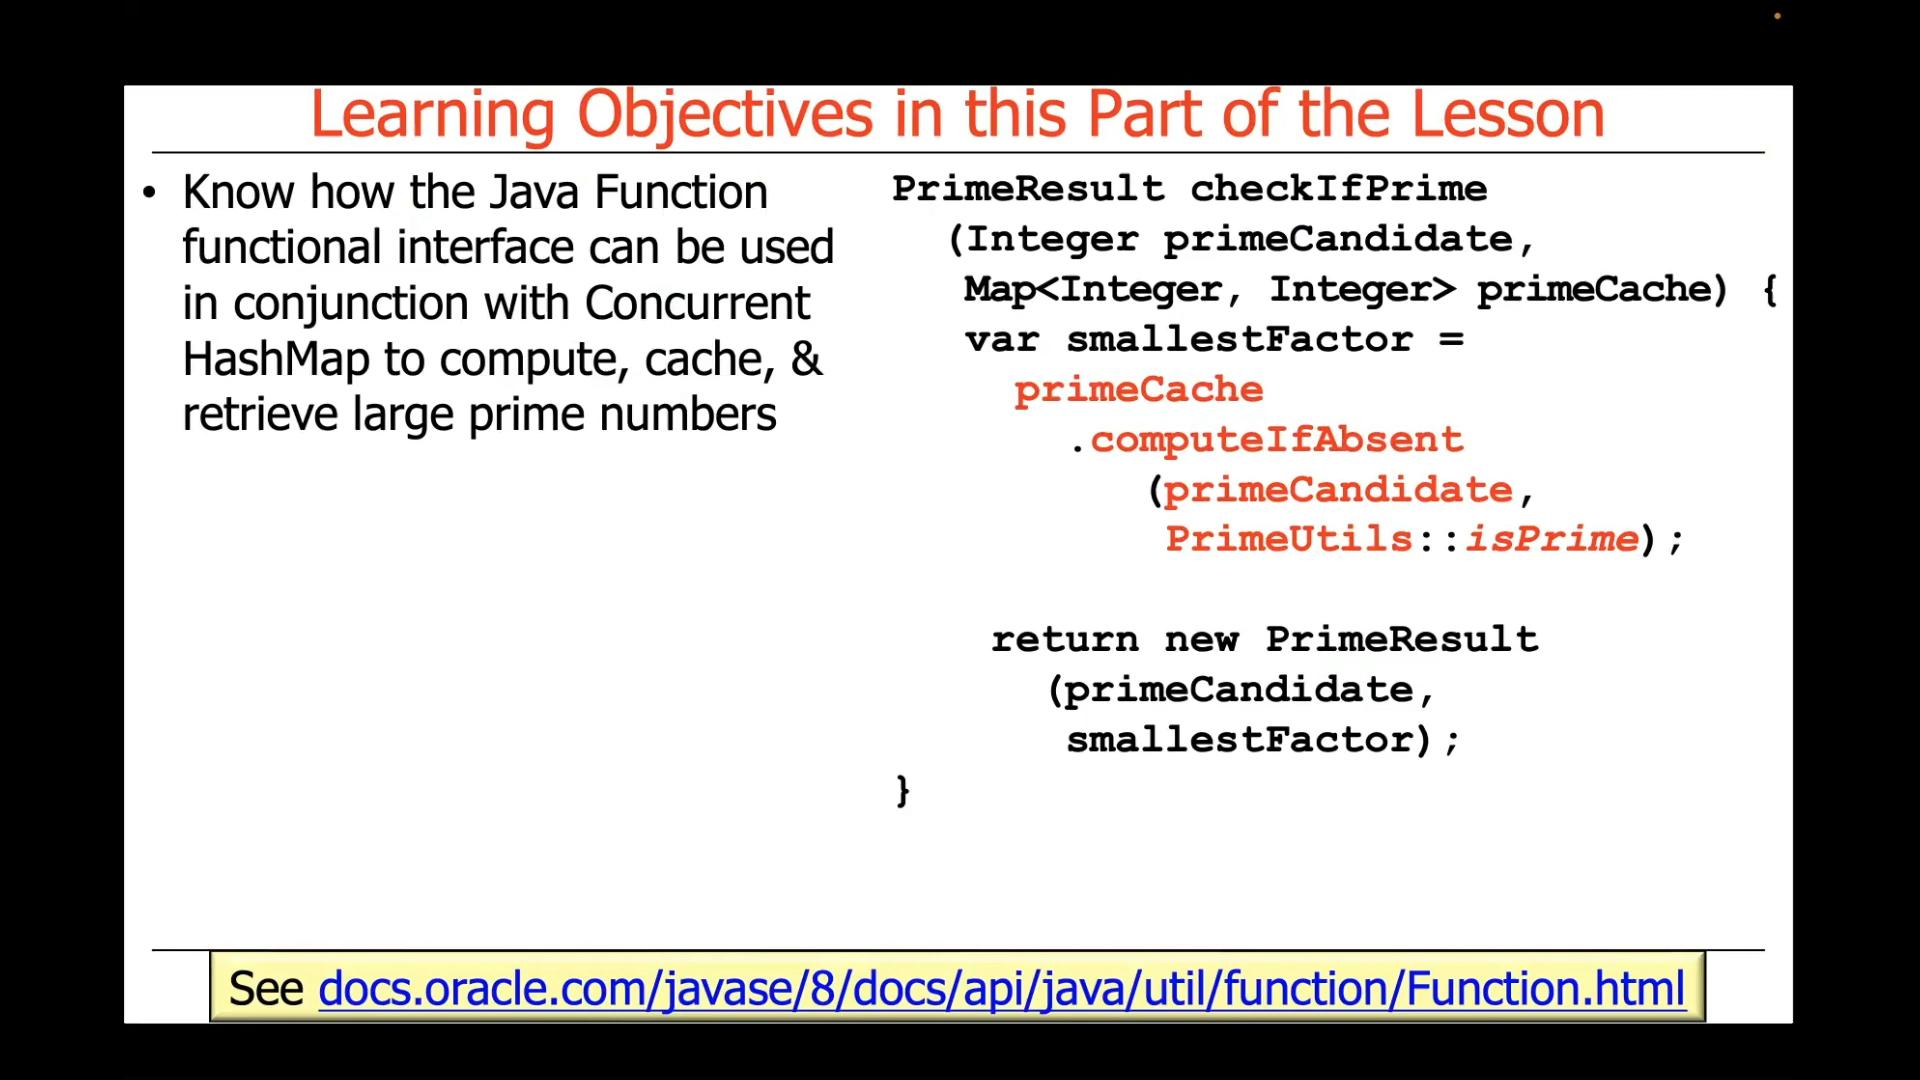 Learning Objectives in this Part of the Lesson
• Know how the Java Function
functional interface can be used
in conjunction with Concurrent
HashMap to compute, cache, &
retrieve large prime numbers
PrimeResult checkIfPrime
(Integer primeCandidate,
Map<Integer, Integer> primeCache) {
var smallestFactor =
primeCache
.computeIfAbsent
(primeCandidate,
PrimeUtils::isPrime);
return new PrimeResult
(primeCandidate,
smallestFactor);
}
See docs.oracle.com/javase/8/docs/api/java/util/function/Function.html